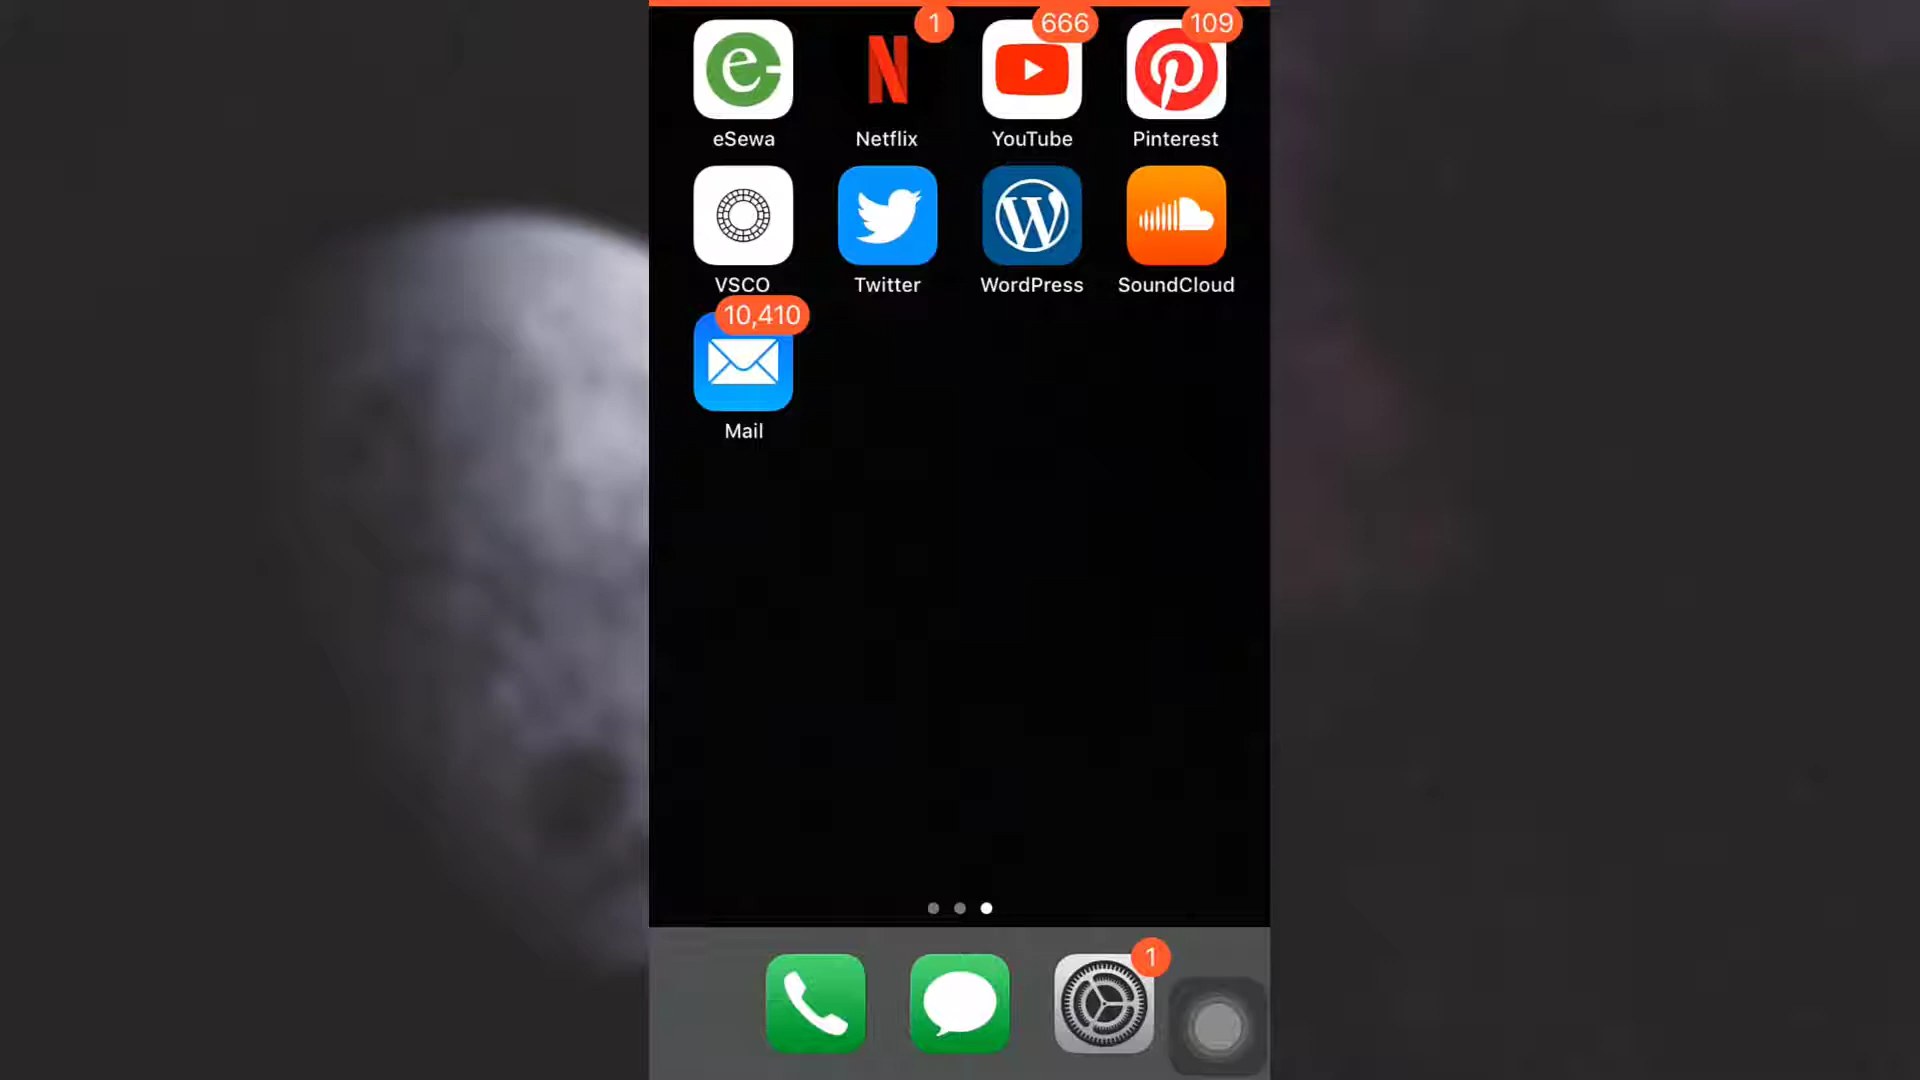 1 666 109
eSewa Netflix YouTube Pinterest
VSCO Twitter WordPress SoundCloud
10,410
Mail
1